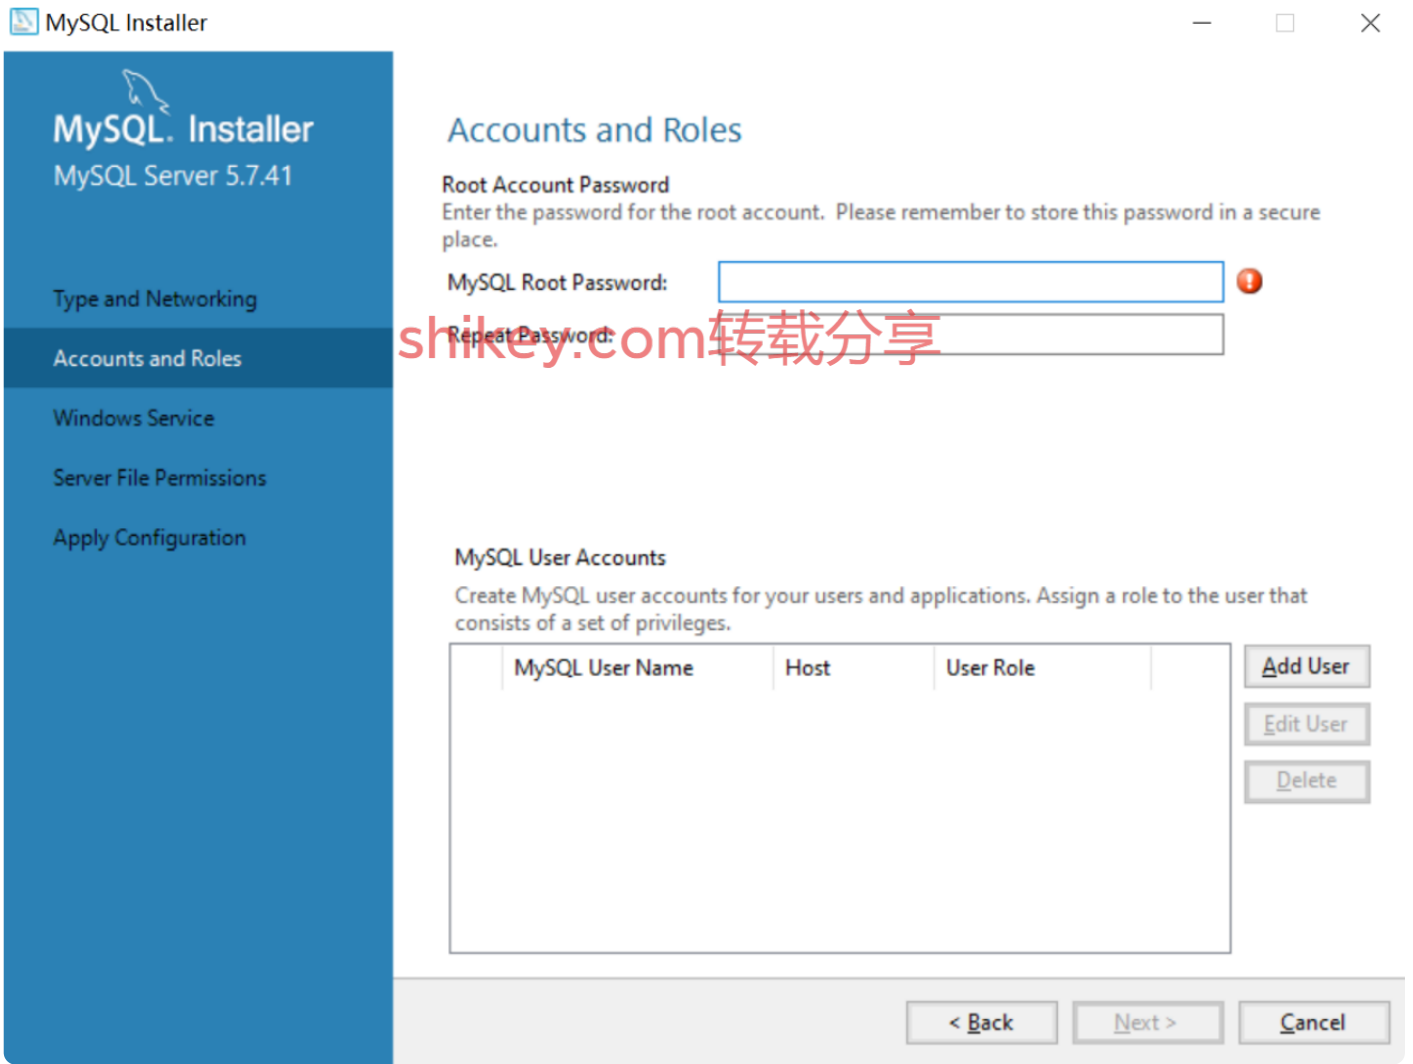 MySQL Installer
MySQL. Installer
MySQL Server 5.7.41
Type and Networking
Accounts and Roles
Windows Service
Server File Permissions
Apply Configuration
Accounts and Roles
Root Account Password
Enter the password for the root account. Please remember to store this password in a secure
place.
MySQL Root Password:
Repeat Password:
shikey.com转载分享
MySQL User Accounts
Create MySQL user accounts for your users and applications. Assign a role to the user that
consists of a set of privileges.
MySQL User Name Host User Role
Add User
Edit User
Delete
< Back Next > Cancel